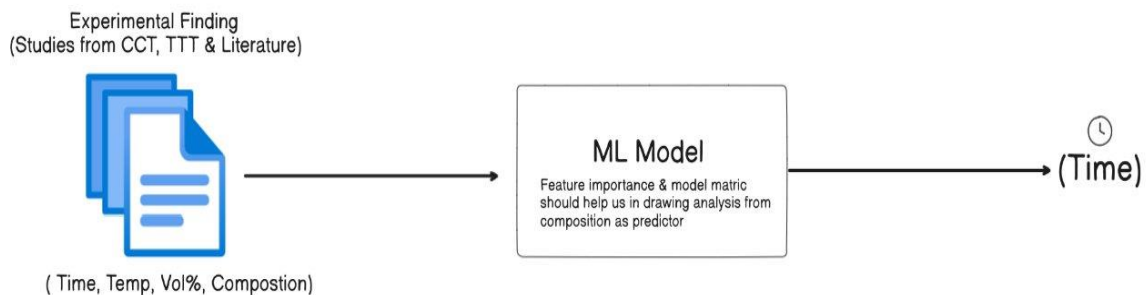 Experimental Finding
(Studies from CCT, TTT & Literature)
( Time, Temp, Vol%, Compostion)
ML Model
Feature importance & model matric
should help us in drawing analysis from
composition as predictor
(Time)